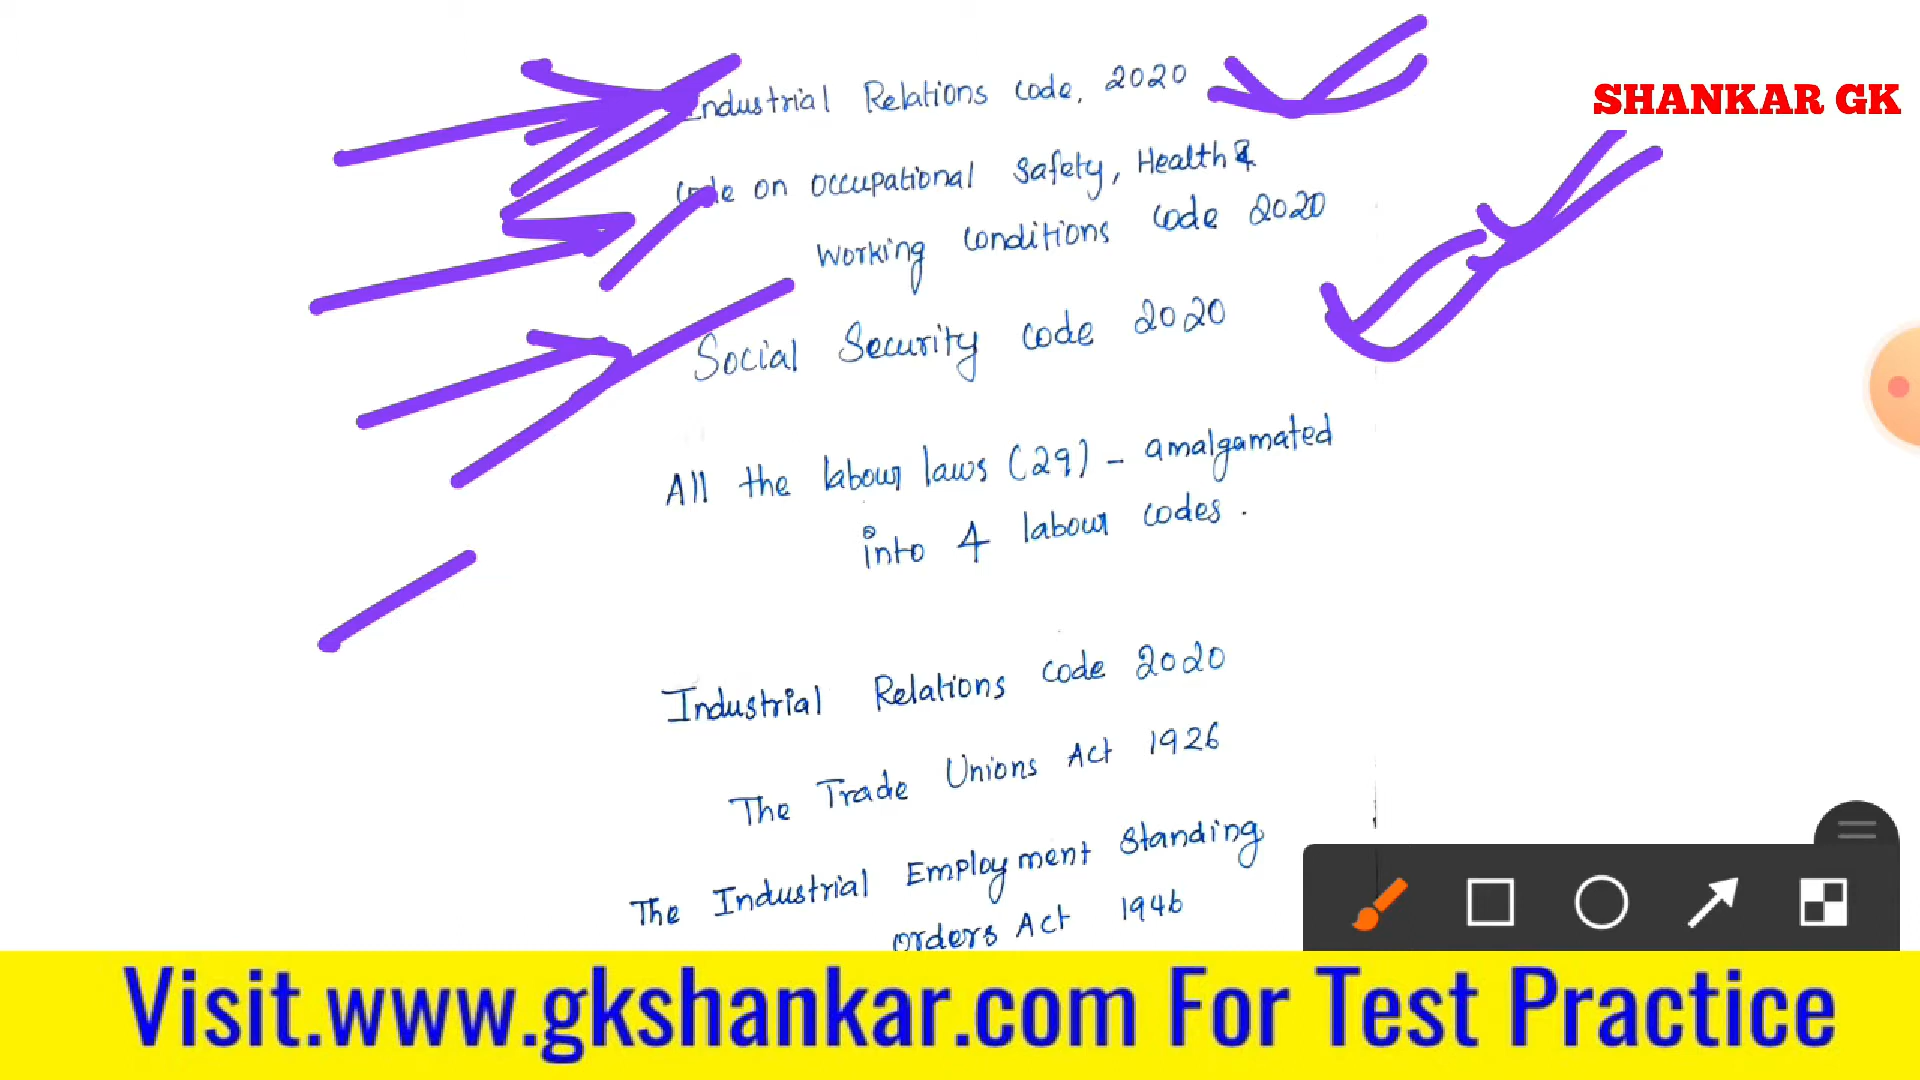 Industrial Relations Code, 2020
SHANKAR GK
Code on Occupational Safety, Health &
Working Conditions Code 2020
Social Security Code 2020
All the labour laws (29) - amalgamated
into 4 labour codes.
Industrial Relations Code 2020
The Trade Unions Act 1926
The Industrial Employment Standing
orders Act 1946
Visit.www.gkshankar.com For Test Practice